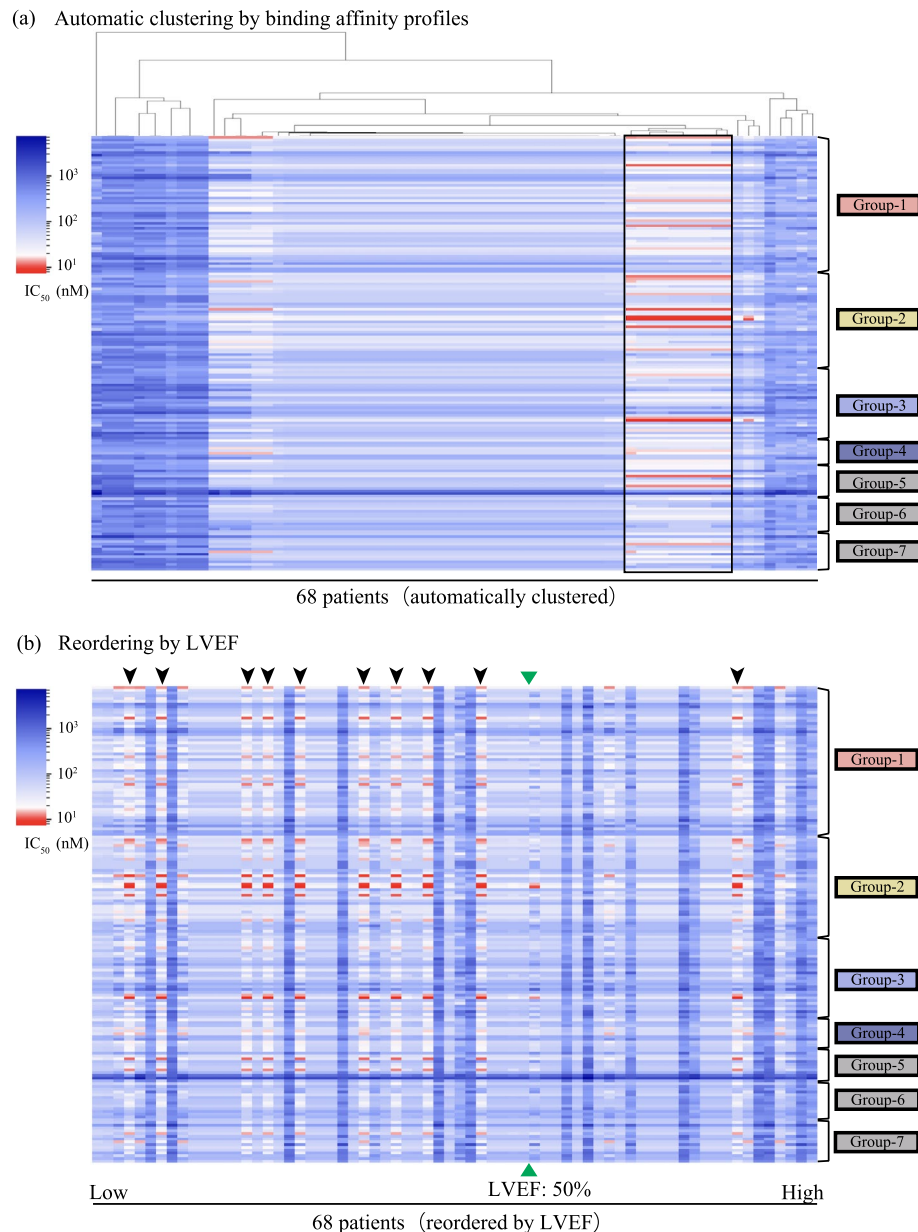 (a) Automatic clustering by binding affinity profiles
10³
10²
10¹
IC₅₀ (nM)
Group-1
Group-2
Group-3
Group-4
Group-5
Group-6
Group-7
68 patients（automatically clustered）
(b) Reordering by LVEF
10³
10²
10¹
IC₅₀ (nM)
Group-1
Group-2
Group-3
Group-4
Group-5
Group-6
Group-7
Low LVEF: 50% High
68 patients（reordered by LVEF）